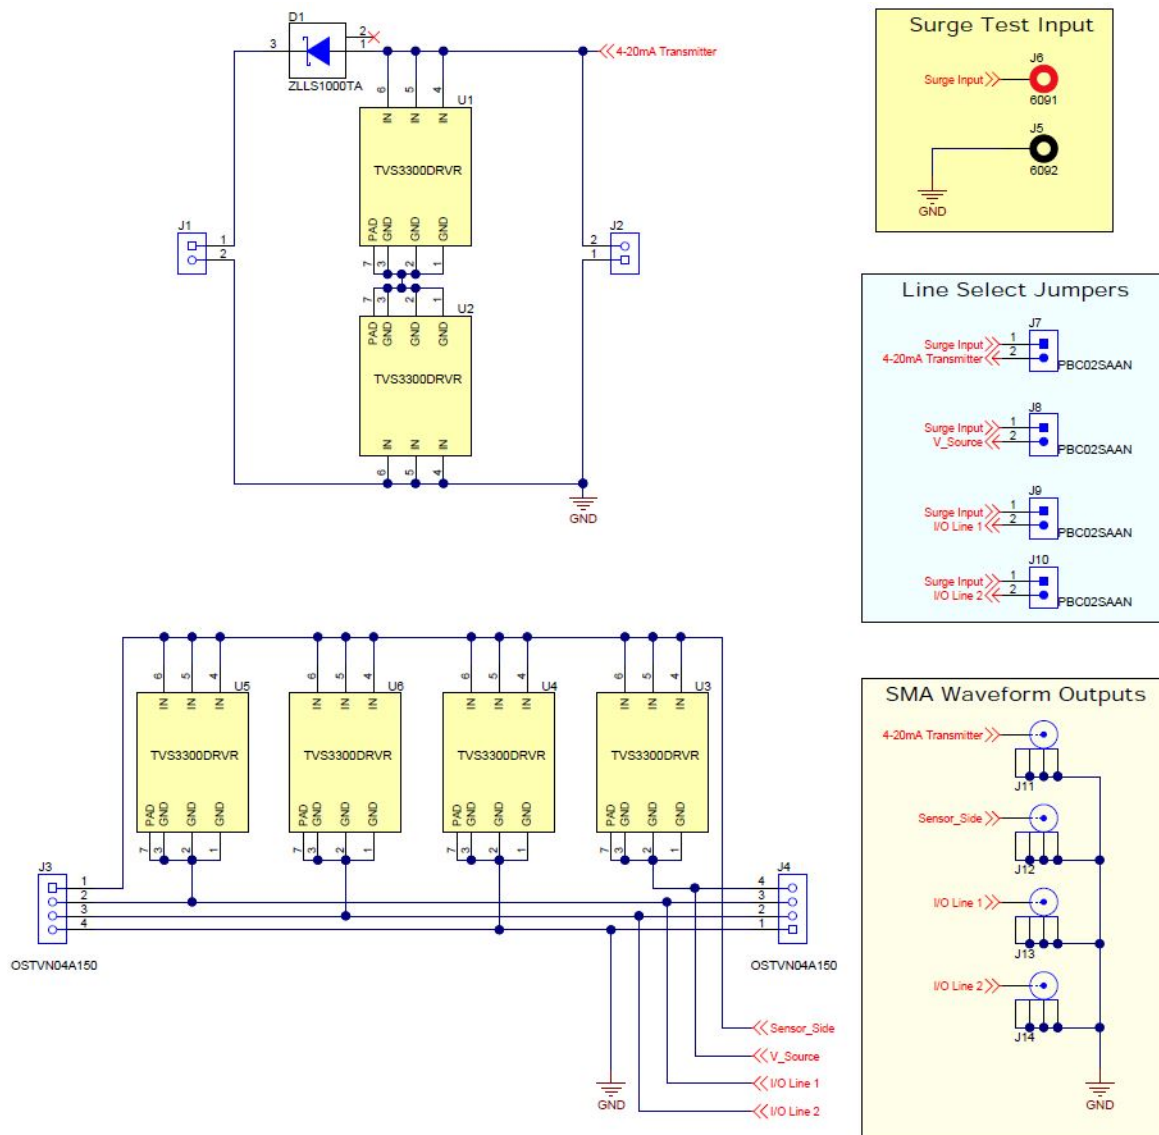 D1
3
2
1
ZLLS1000TA
4-20mA Transmitter
6
5
4
U1
IN
IN
IN
TVS3300DRVR
PAD
GND
GND
GND
7
3
2
1
J1
1
2
J2
2
1
7
3
2
1
U2
PAD
GND
GND
GND
TVS3300DRVR
IN
IN
IN
6
5
4
GND
Surge Test Input
J6
Surge Input
6091
J5
6092
GND
Line Select Jumpers
J7
Surge Input
1
4-20mA Transmitter
2
PBC02SAAN
J8
Surge Input
1
V_Source
2
PBC02SAAN
J9
Surge Input
1
I/O Line 1
2
PBC02SAAN
J10
Surge Input
1
I/O Line 2
2
PBC02SAAN
6
5
4
U5
IN
IN
IN
TVS3300DRVR
PAD
GND
GND
GND
7
3
2
1
6
5
4
U6
IN
IN
IN
TVS3300DRVR
PAD
GND
GND
GND
7
3
2
1
6
5
4
U4
IN
IN
IN
TVS3300DRVR
PAD
GND
GND
GND
7
3
2
1
6
5
4
U3
IN
IN
IN
TVS3300DRVR
PAD
GND
GND
GND
7
3
2
1
J3
1
2
3
4
OSTVN04A150
J4
4
3
2
1
OSTVN04A150
Sensor_Side
V_Source
I/O Line 1
I/O Line 2
GND
SMA Waveform Outputs
4-20mA Transmitter
J11
Sensor_Side
J12
I/O Line 1
J13
I/O Line 2
J14
GND